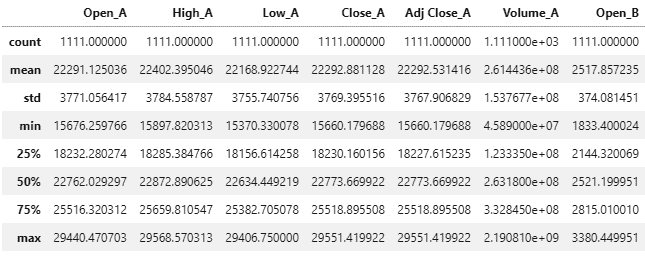 Open_A High_A Low_A Close_A Adj Close_A Volume_A Open_B
count 1111.000000 1111.000000 1111.000000 1111.000000 1111.000000 1.111000e+03 1111.000000
mean 22291.125036 22402.395046 22168.922744 22292.881128 22292.531416 2.614436e+08 2517.857235
std 3771.056417 3784.558787 3755.740756 3769.395516 3767.906829 1.537677e+08 374.081451
min 15676.259766 15897.820313 15370.330078 15660.179688 15660.179688 4.589000e+07 1833.400024
25% 18232.280274 18285.384766 18156.614258 18230.160156 18227.615235 1.233350e+08 2144.320069
50% 22762.029297 22872.890625 22634.449219 22773.669922 22773.669922 2.631800e+08 2521.199951
75% 25516.320312 25659.810547 25382.705078 25518.895508 25518.895508 3.328450e+08 2815.010010
max 29440.470703 29568.570313 29406.750000 29551.419922 29551.419922 2.190810e+09 3380.449951